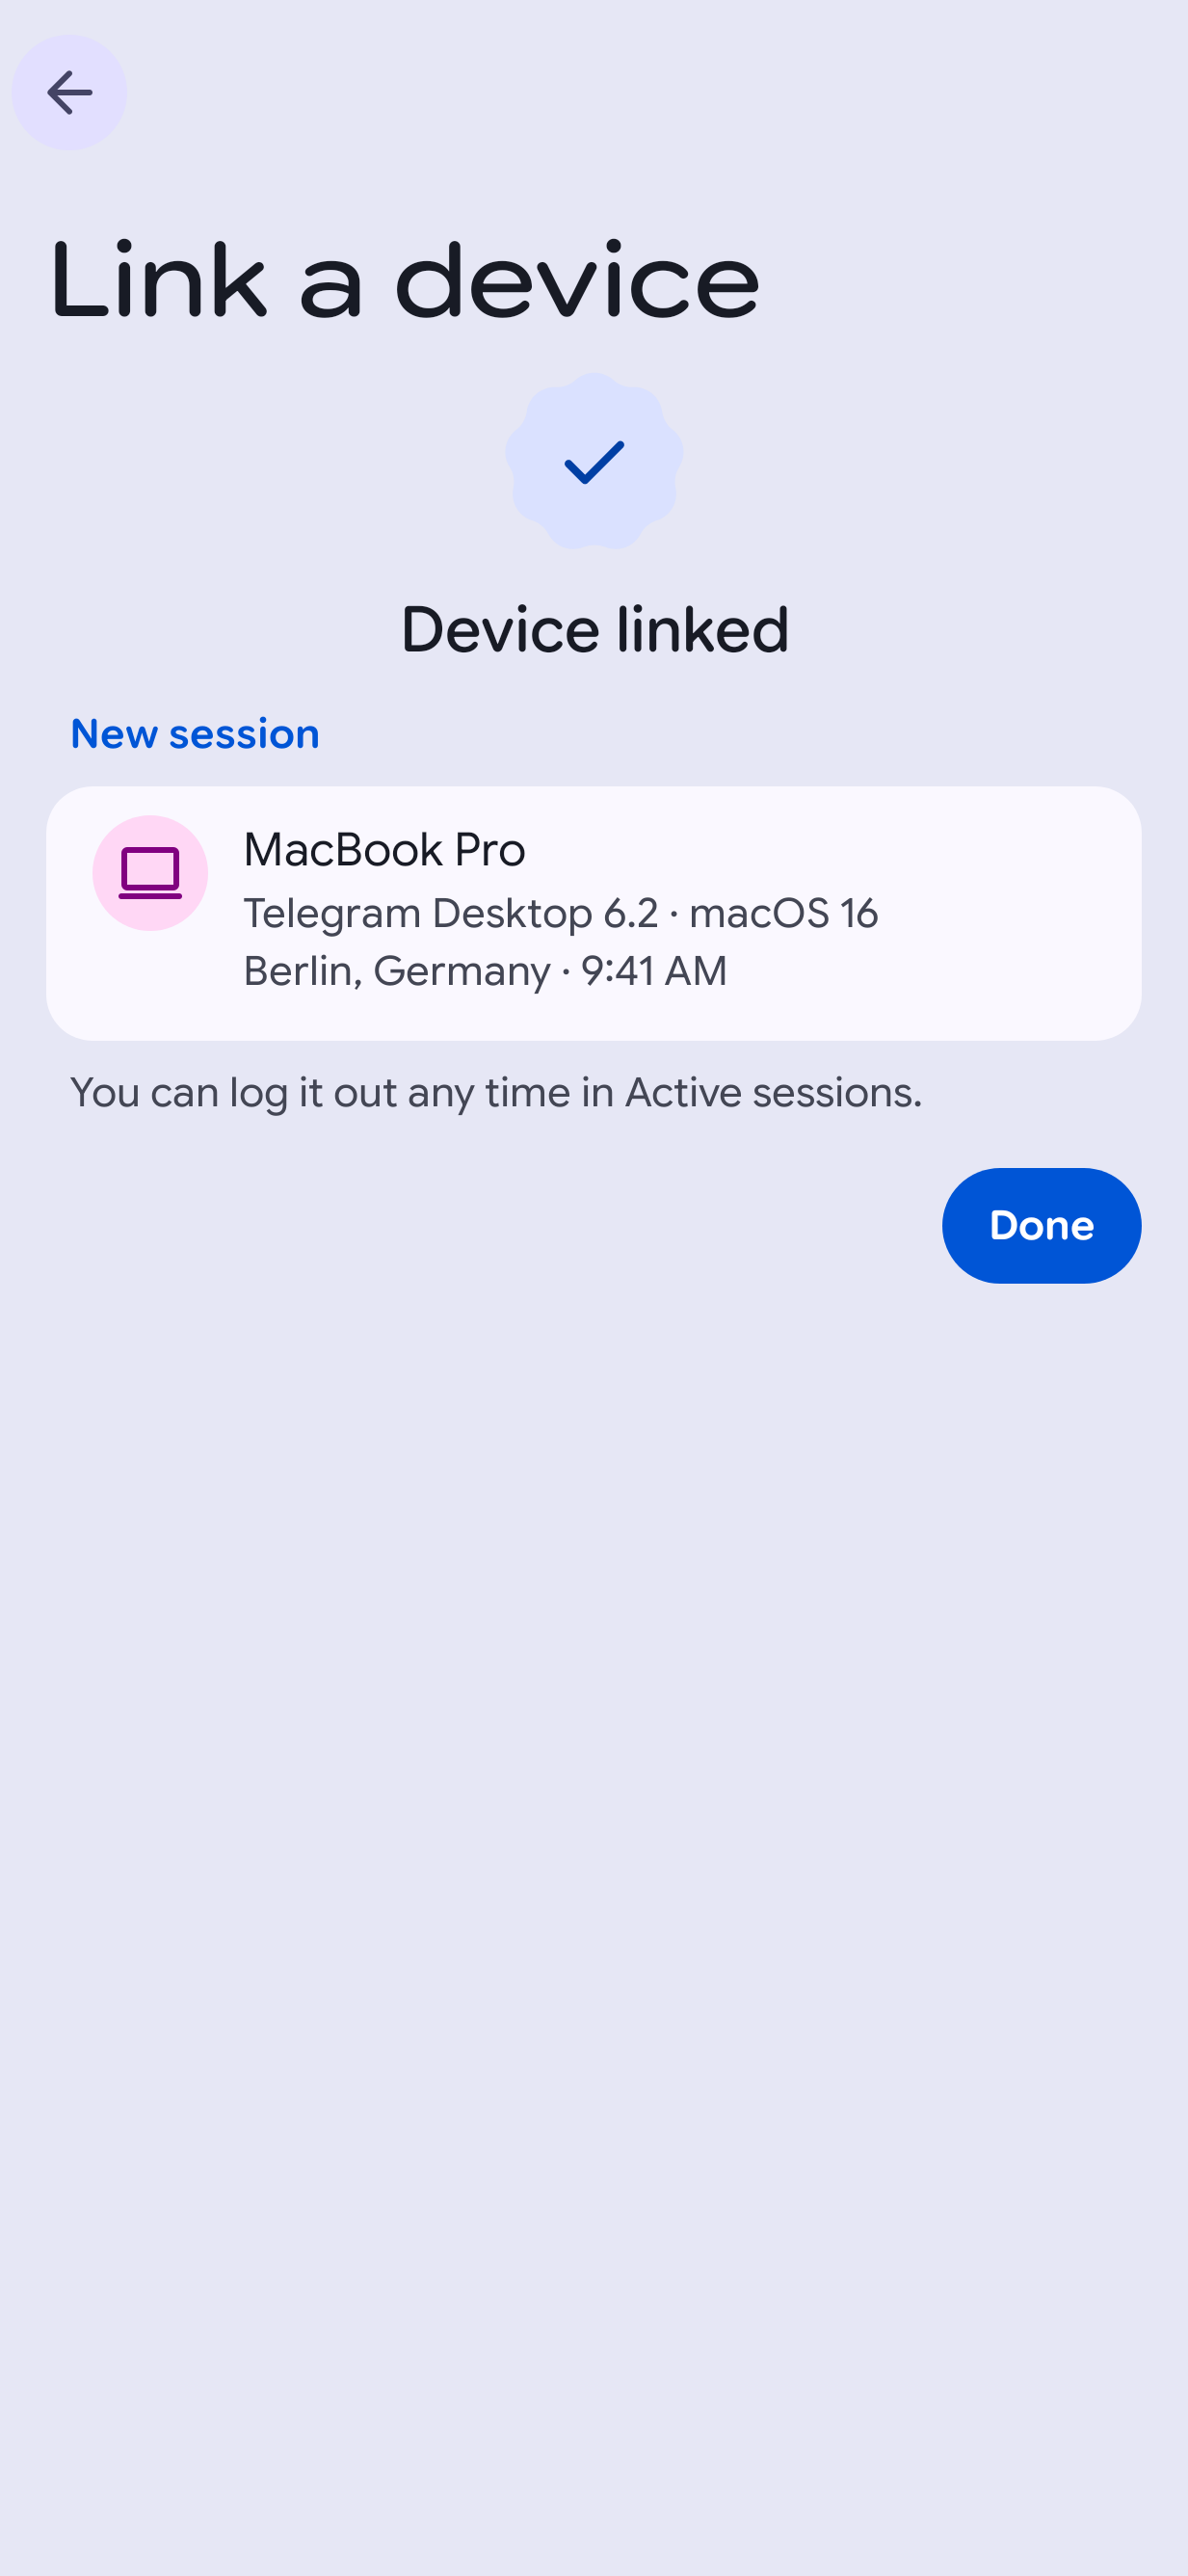 Link a device
Device linked
New session
MacBook Pro
Telegram Desktop 6.2 · macOS 16
Berlin, Germany · 9:41 AM
You can log it out any time in Active sessions.
Done